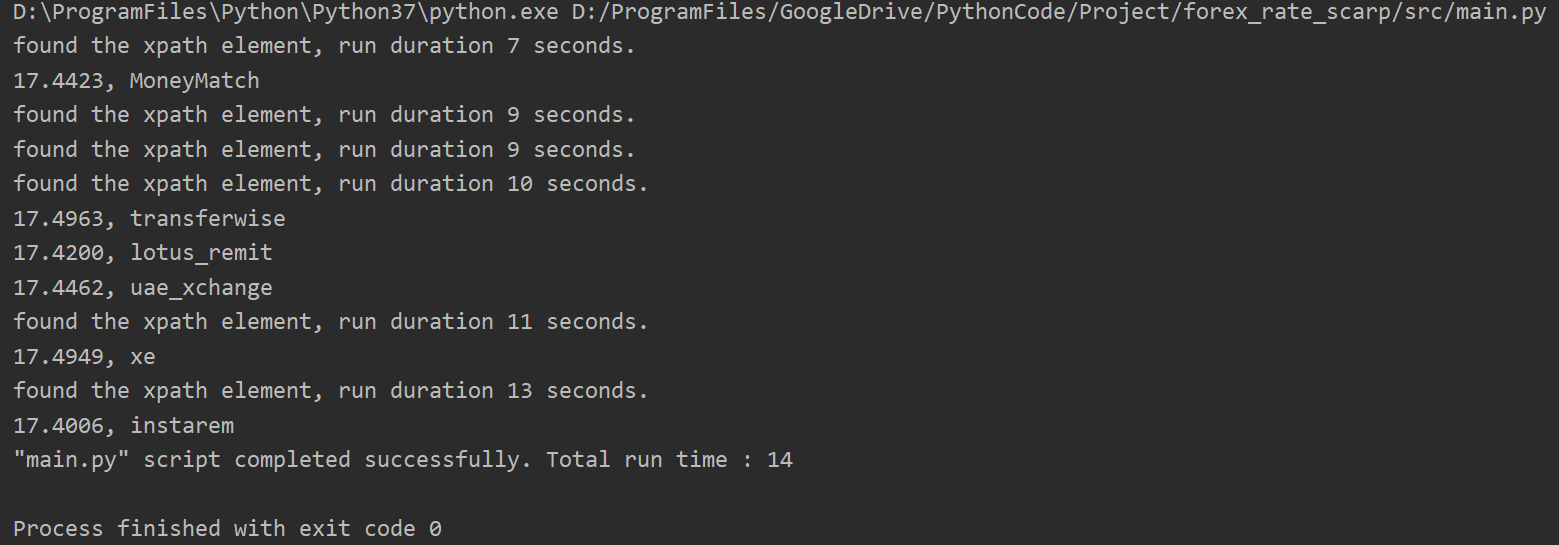 D:\ProgramFiles\Python\Python37\python.exe D:/ProgramFiles/GoogleDrive/PythonCode/Project/forex_rate_scarp/src/main.py
found the xpath element, run duration 7 seconds.
17.4423, MoneyMatch
found the xpath element, run duration 9 seconds.
found the xpath element, run duration 9 seconds.
found the xpath element, run duration 10 seconds.
17.4963, transferwise
17.4200, lotus_remit
17.4462, uae_xchange
found the xpath element, run duration 11 seconds.
17.4949, xe
found the xpath element, run duration 13 seconds.
17.4006, instarem
"main.py" script completed successfully. Total run time : 14
Process finished with exit code 0